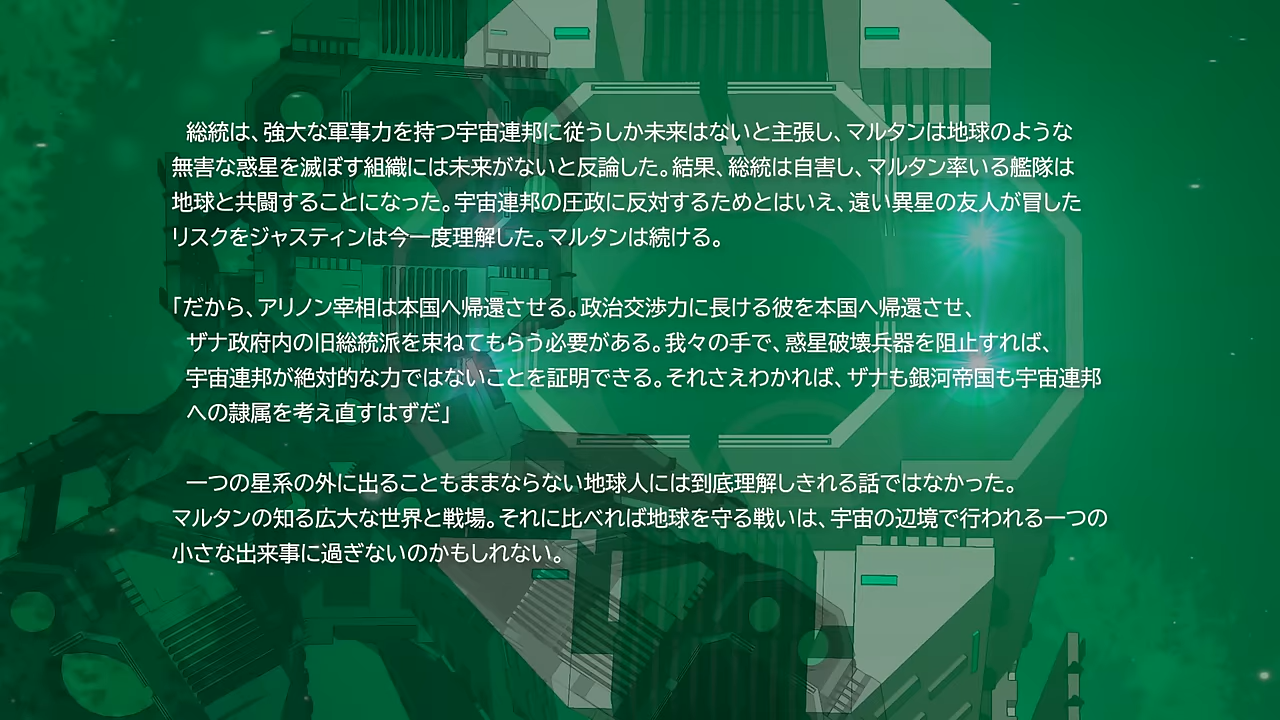 総統は、強大な軍事力を持つ宇宙連邦に従うしか未来はないと主張し、マルタンは地球のような
無害な惑星を滅ぼす組織には未来がないと反論した。結果、総統は自害し、マルタン率いる艦隊は
地球と共闘することになった。宇宙連邦の圧政に反対するためとはいえ、遠い異星の友人が冒した
リスクをジャスティンは今一度理解した。マルタンは続ける。
「だから、アリノン宰相は本国へ帰還させる。政治交渉力に長ける彼を本国へ帰還させ、
ザナ政府内の旧総統派を束ねてもらう必要がある。我々の手で、惑星破壊兵器を阻止すれば、
宇宙連邦が絶対的な力ではないことを証明できる。それさえわかれば、ザナも銀河帝国も宇宙連邦
への隷属を考え直すはずだ」
一つの星系の外に出ることもままならない地球人には到底理解しきれる話ではなかった。
マルタンの知る広大な世界と戦場。それに比べれば地球を守る戦いは、宇宙の辺境で行われる一つの
小さな出来事に過ぎないのかもしれない。